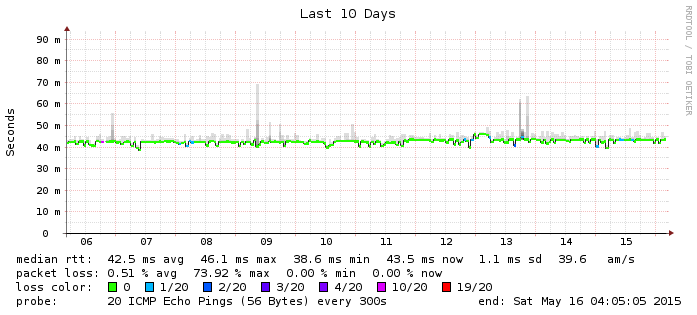 Last 10 Days
RRDTOOL / TOBI OETIKER
Seconds
90 m
80 m
70 m
60 m
50 m
40 m
30 m
20 m
10 m
0
06 07 08 09 10 11 12 13 14 15
median rtt: 42.5 ms avg 46.1 ms max 38.6 ms min 43.5 ms now 1.1 ms sd 39.6 am/s
packet loss: 0.51 % avg 73.92 % max 0.00 % min 0.00 % now
loss color: 0 1/20 2/20 3/20 4/20 10/20 19/20
probe: 20 ICMP Echo Pings (56 Bytes) every 300s end: Sat May 16 04:05:05 2015